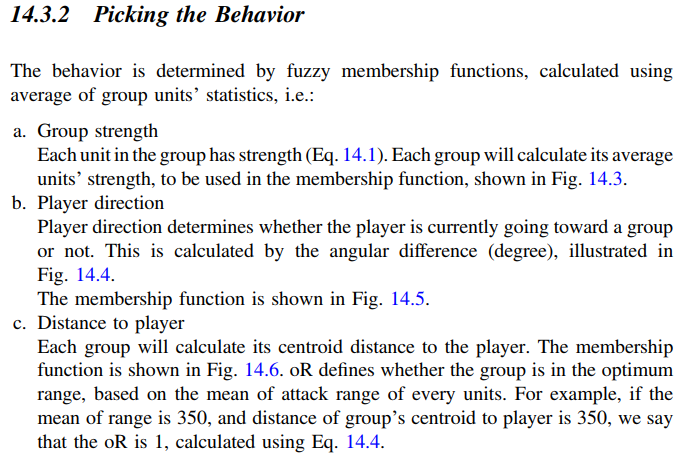 14.3.2 Picking the Behavior
The behavior is determined by fuzzy membership functions, calculated using
average of group units’ statistics, i.e.:
a. Group strength
Each unit in the group has strength (Eq. 14.1). Each group will calculate its average
units’ strength, to be used in the membership function, shown in Fig. 14.3.
b. Player direction
Player direction determines whether the player is currently going toward a group
or not. This is calculated by the angular difference (degree), illustrated in
Fig. 14.4.
The membership function is shown in Fig. 14.5.
c. Distance to player
Each group will calculate its centroid distance to the player. The membership
function is shown in Fig. 14.6. oR defines whether the group is in the optimum
range, based on the mean of attack range of every units. For example, if the
mean of range is 350, and distance of group’s centroid to player is 350, we say
that the oR is 1, calculated using Eq. 14.4.